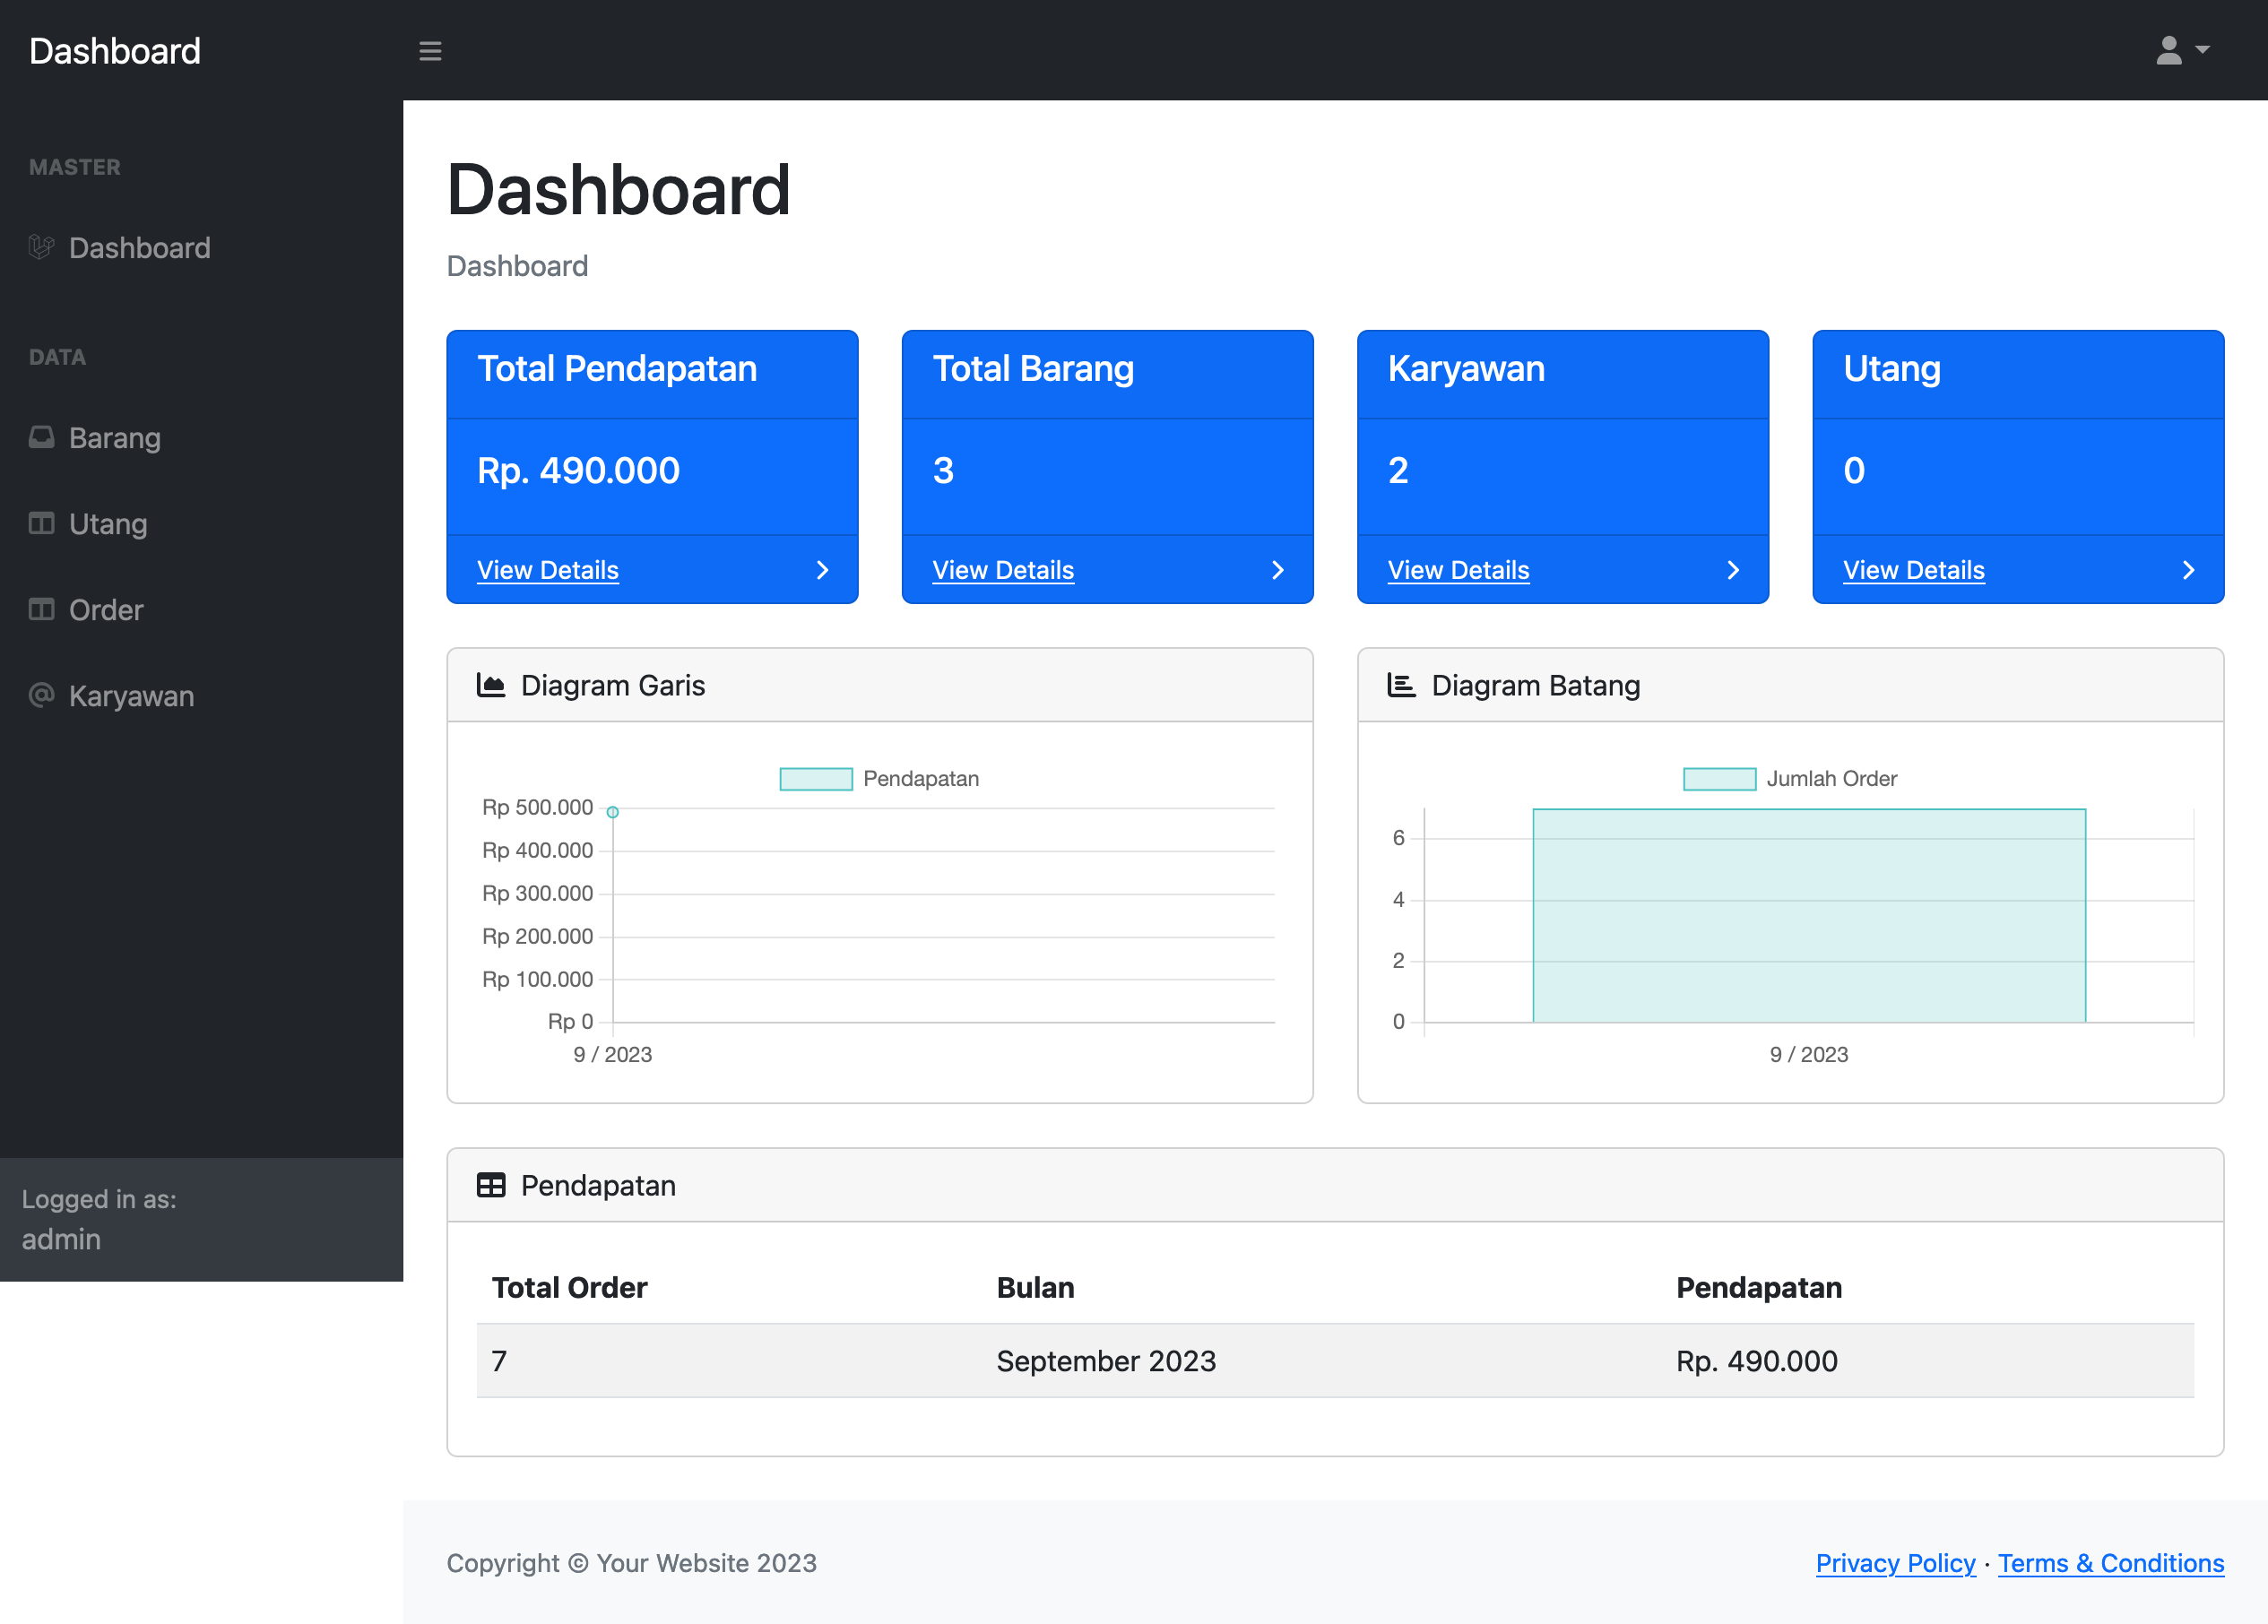 Dashboard
MASTER
Dashboard
DATA
Barang
Utang
Order
@ Karyawan
Logged in as:
admin
Dashboard
Dashboard
Total Pendapatan
Rp. 490.000
View Details
Total Barang
3
View Details
Karyawan
2
View Details
Utang
0
View Details
Diagram Garis
Pendapatan
Rp 500.000
Rp 400.000
Rp 300.000
Rp 200.000
Rp 100.000
Rp 0
9 / 2023
Diagram Batang
Jumlah Order
6
4
2
0
9 / 2023
Pendapatan
Total Order Bulan Pendapatan
7 September 2023 Rp. 490.000
Copyright © Your Website 2023
Privacy Policy · Terms & Conditions